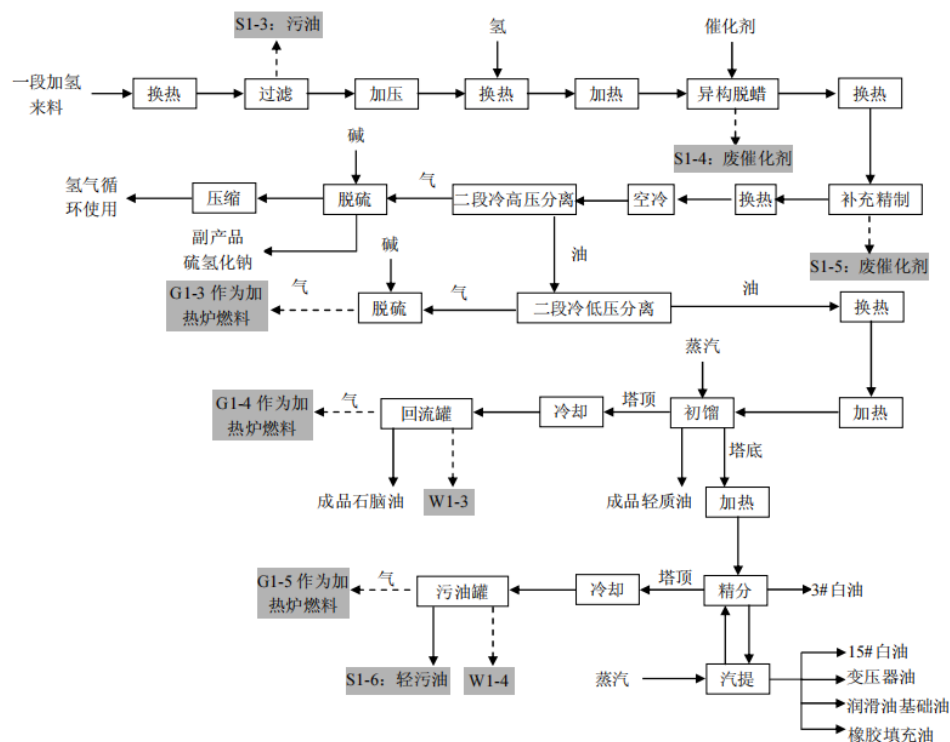 S1-3：污油
氢
催化剂
一段加氢
来料
换热
过滤
加压
换热
加热
异构脱蜡
换热
S1-4：废催化剂
碱
氢气循
环使用
压缩
脱硫
气
二段冷高压分离
空冷
换热
补充精制
副产品
硫氢化钠
碱
油
S1-5：废催化剂
G1-3 作为加
热炉燃料
气
脱硫
气
二段冷低压分离
油
换热
蒸汽
G1-4 作为加
热炉燃料
气
回流罐
冷却
塔顶
初馏
加热
塔底
成品石脑油
W1-3
成品轻质油
加热
G1-5 作为加
热炉燃料
气
污油罐
冷却
塔顶
精分
3#白油
S1-6：轻污油
W1-4
蒸汽
汽提
15#白油
变压器油
润滑油基础油
橡胶填充油